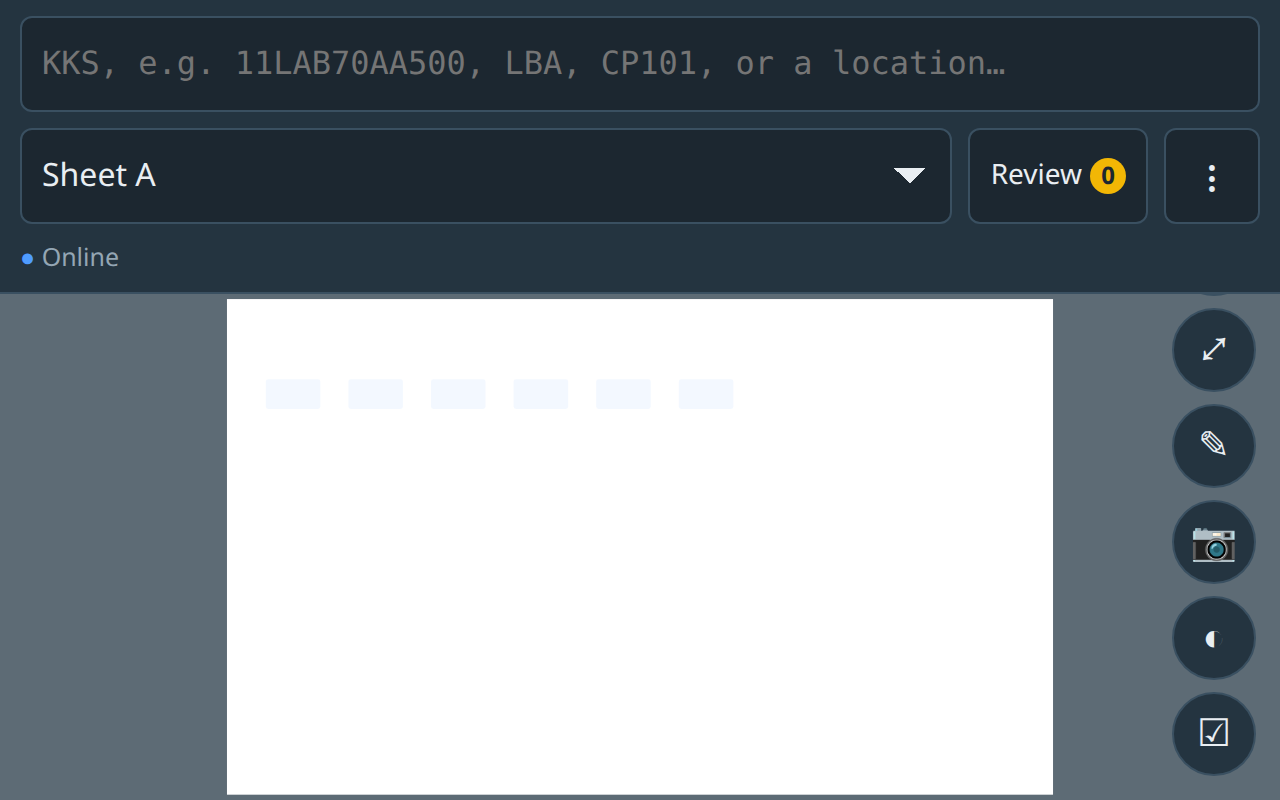 KKS, e.g. 11LAB70AA500, LBA, CP101, or a location…
Sheet A
Review 0
Online